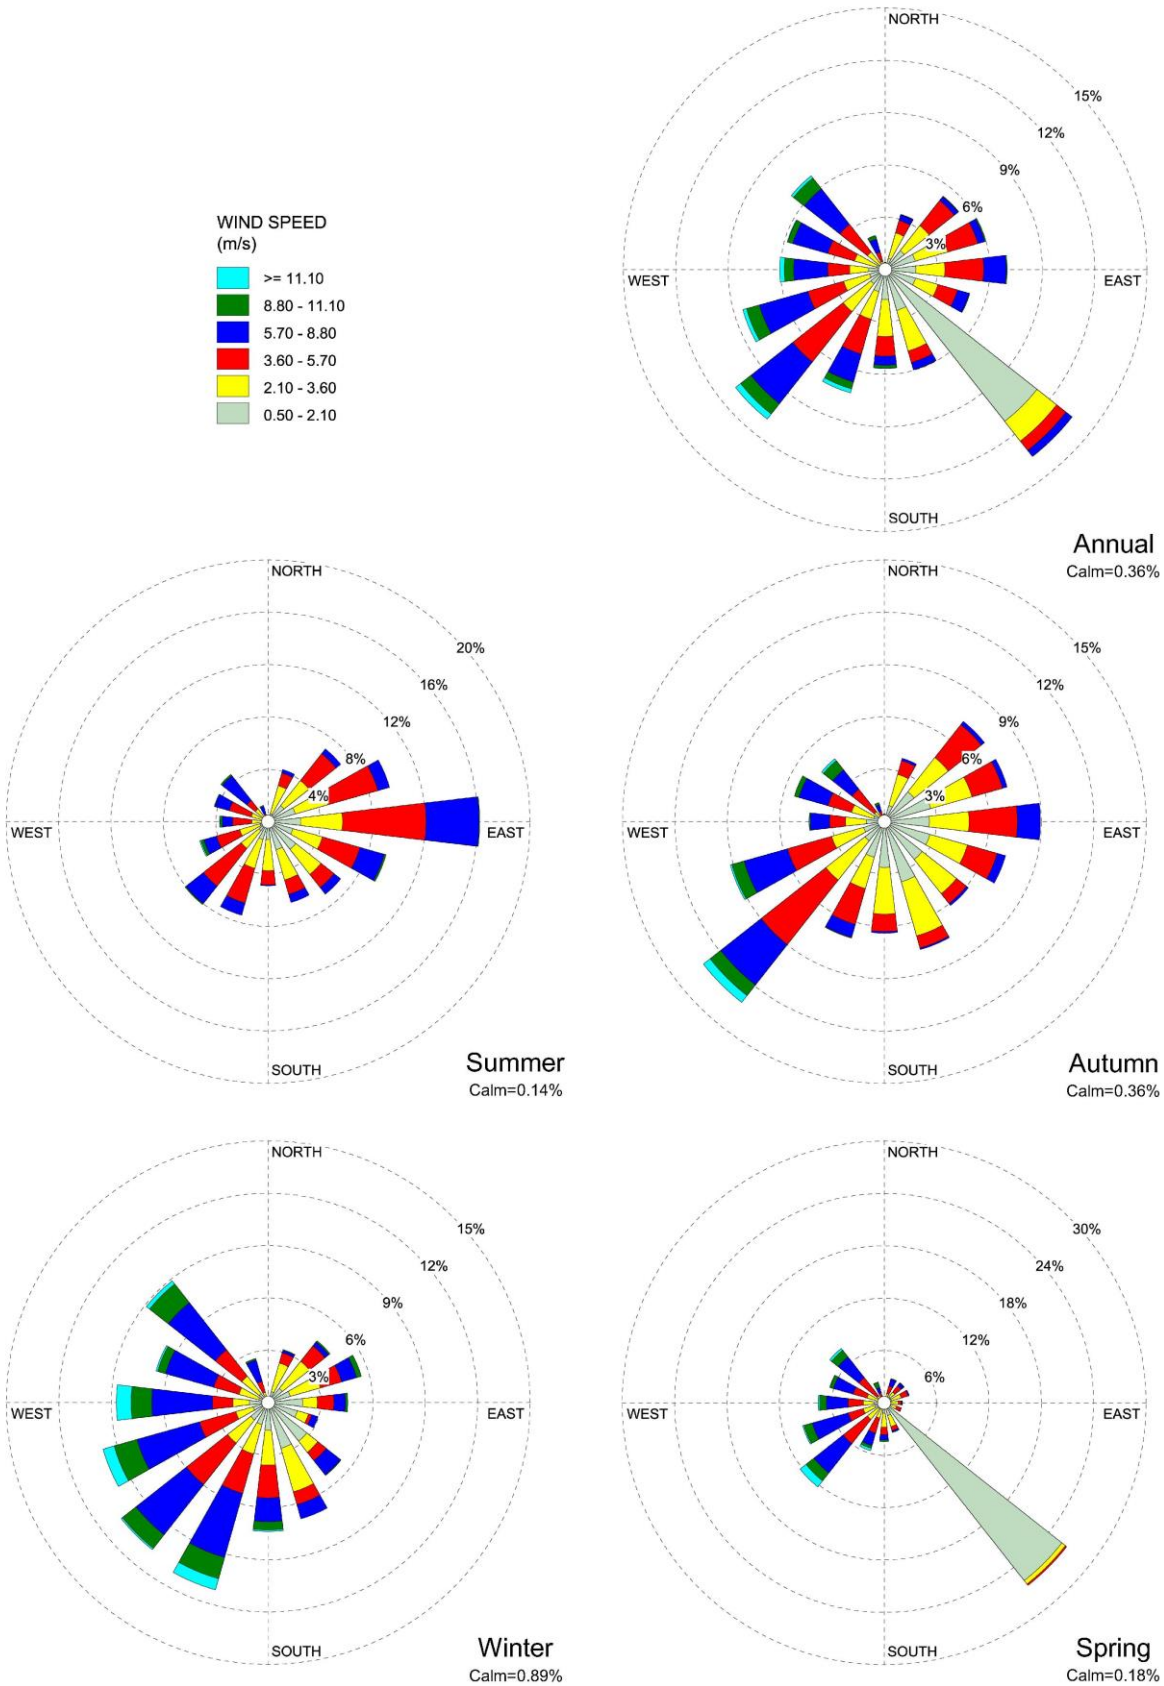 NORTH
15%
12%
9%
6%
3%
WEST
EAST
SOUTH
Annual
Calm=0.36%
WIND SPEED
(m/s)
>= 11.10
8.80 - 11.10
5.70 - 8.80
3.60 - 5.70
2.10 - 3.60
0.50 - 2.10
NORTH
20%
16%
12%
8%
4%
WEST
EAST
SOUTH
Summer
Calm=0.14%
NORTH
15%
12%
9%
6%
3%
WEST
EAST
SOUTH
Autumn
Calm=0.36%
NORTH
15%
12%
9%
6%
3%
WEST
EAST
SOUTH
Winter
Calm=0.89%
NORTH
30%
24%
18%
12%
6%
WEST
EAST
SOUTH
Spring
Calm=0.18%